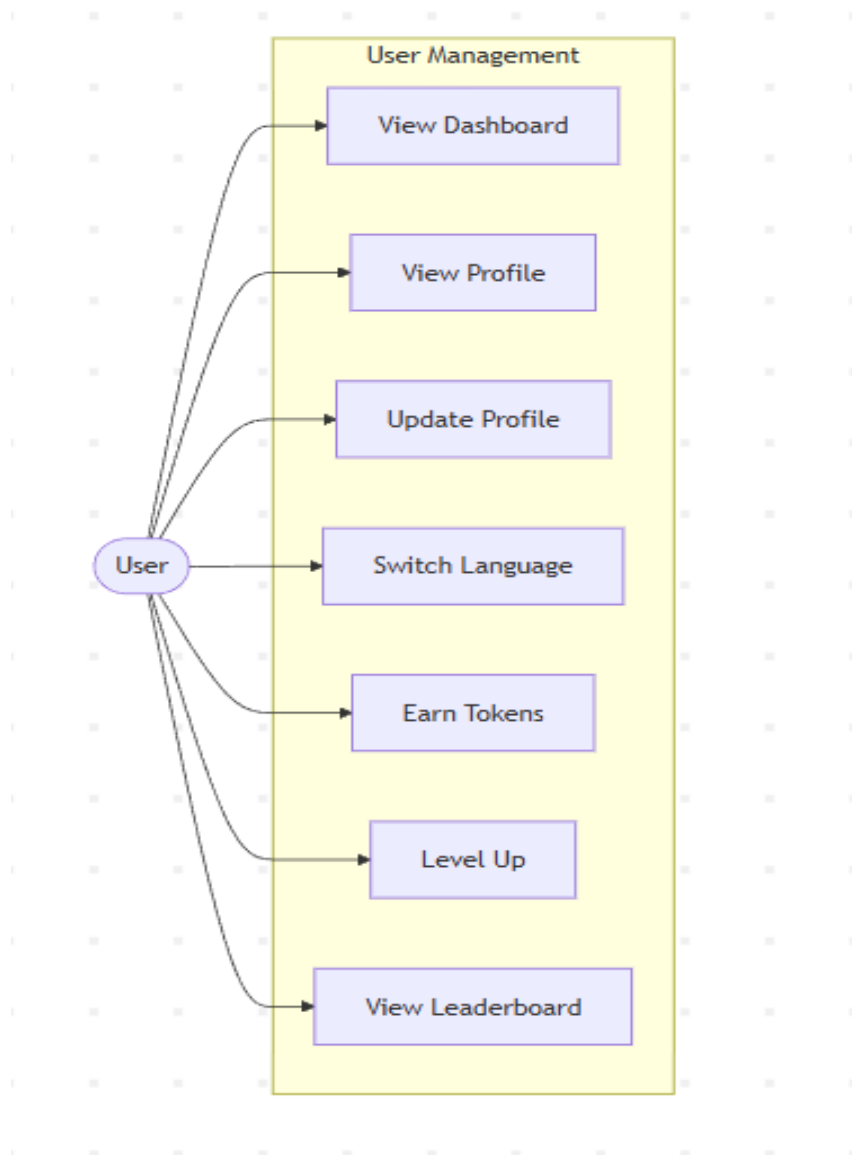 User Management
View Dashboard
View Profile
Update Profile
User
Switch Language
Earn Tokens
Level Up
View Leaderboard